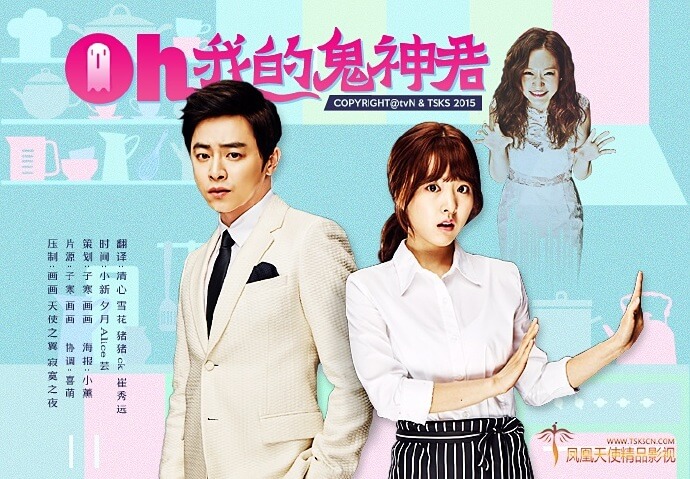 Oh我的鬼神君
COPYRIGHT@tvN & TSKS 2015
翻译:清心 雪花 猪猪 ck 崔秀远
时间:小新 夕月 Alice 芸
策划:子寒 画画 海报:小薰
片源:子寒 画画 协调:喜萌
压制:画画 天使之翼 寂寞之夜
WWW.TSKSCN.COM
凤凰天使精品影视